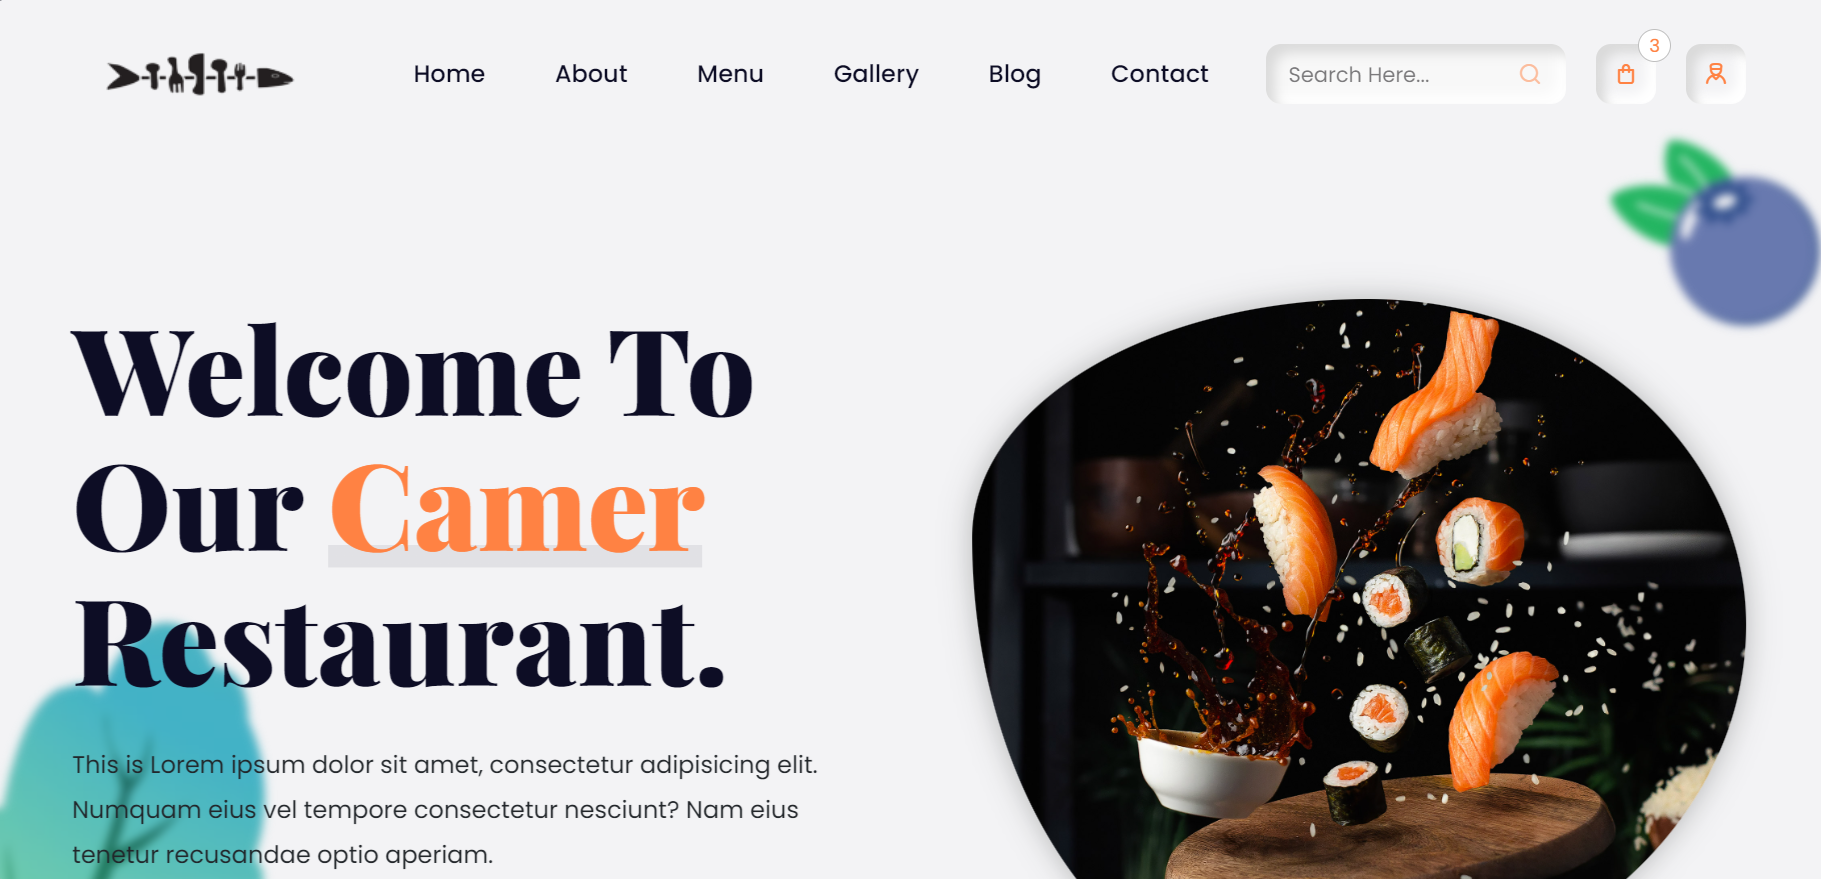 Home
About
Menu
Gallery
Blog
Contact
Search Here...
3
Welcome To
Our Camer
Restaurant.
This is Lorem ipsum dolor sit amet, consectetur adipisicing elit.
Numquam eius vel tempore consectetur nesciunt? Nam eius
tenetur recusandae optio aperiam.